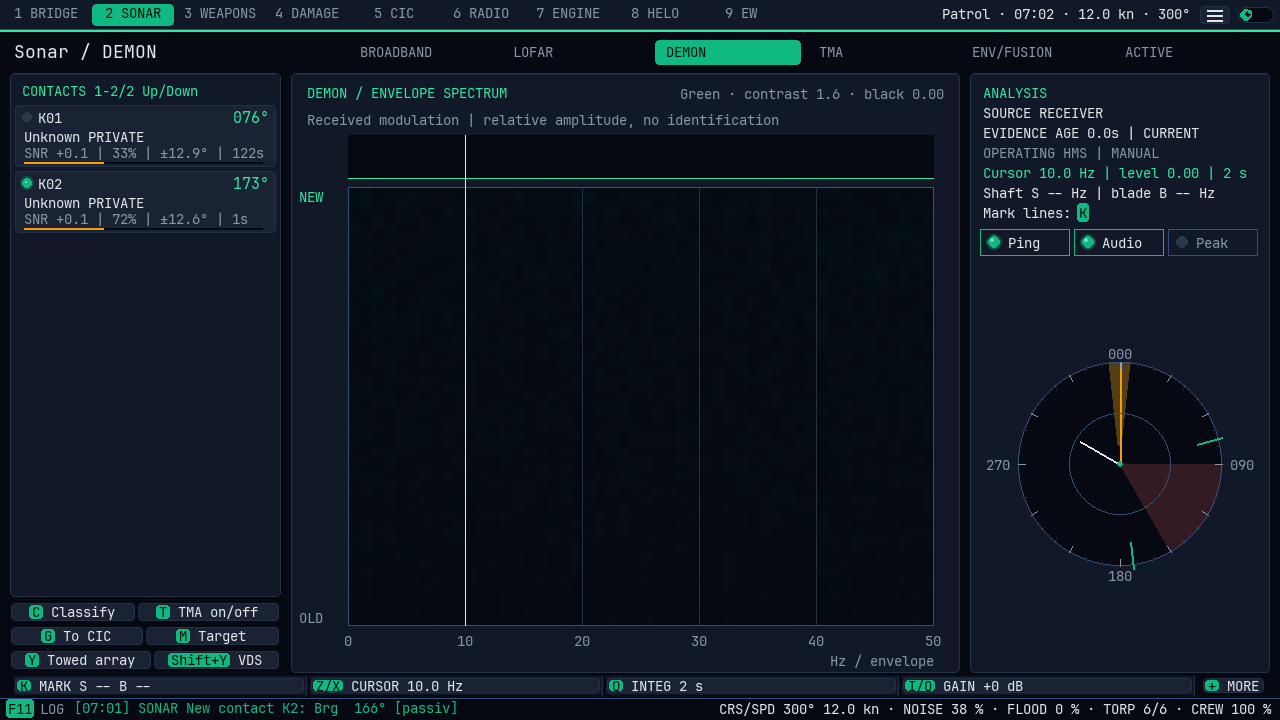 1 BRIDGE 2 SONAR 3 WEAPONS 4 DAMAGE 5 CIC 6 RADIO 7 ENGINE 8 HELO 9 EW Patrol · 07:02 · 12.0 kn · 300°
Sonar / DEMON BROADBAND LOFAR DEMON TMA ENV/FUSION ACTIVE
CONTACTS 1-2/2 Up/Down
K01 076°
Unknown PRIVATE
SNR +0.1 | 33% | ±12.9° | 122s
K02 173°
Unknown PRIVATE
SNR +0.1 | 72% | ±12.6° | 1s
C Classify T TMA on/off
G To CIC M Target
Y Towed array Shift+Y VDS
DEMON / ENVELOPE SPECTRUM Green · contrast 1.6 · black 0.00
Received modulation | relative amplitude, no identification
NEW
OLD
0 10 20 30 40 50
Hz / envelope
ANALYSIS
SOURCE RECEIVER
EVIDENCE AGE 0.0s | CURRENT
OPERATING HMS | MANUAL
Cursor 10.0 Hz | level 0.00 | 2 s
Shaft S -- Hz | blade B -- Hz
Mark lines: K
Ping Audio Peak
000
270 090
180
K MARK S -- B -- Z/X CURSOR 10.0 Hz Q INTEG 2 s I/O GAIN +0 dB + MORE
F11 LOG [07:01] SONAR New contact K2: Brg 166° [passiv] CRS/SPD 300° 12.0 kn · NOISE 38 % · FLOOD 0 % · TORP 6/6 · CREW 100 %